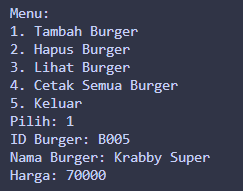 Menu:
1. Tambah Burger
2. Hapus Burger
3. Lihat Burger
4. Cetak Semua Burger
5. Keluar
Pilih: 1
ID Burger: B005
Nama Burger: Krabby Super
Harga: 70000